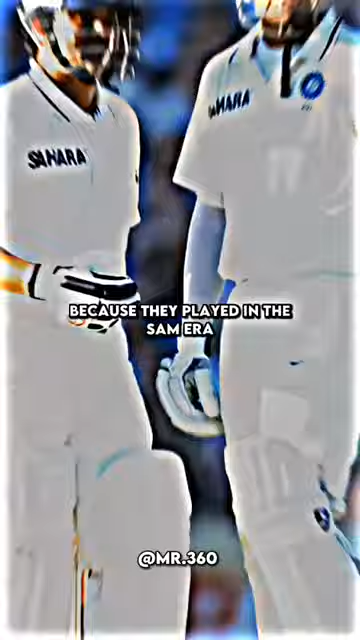 SAHARA
SAHARA
BECAUSE THEY PLAYED IN THE
SAM ERA
@MR.360